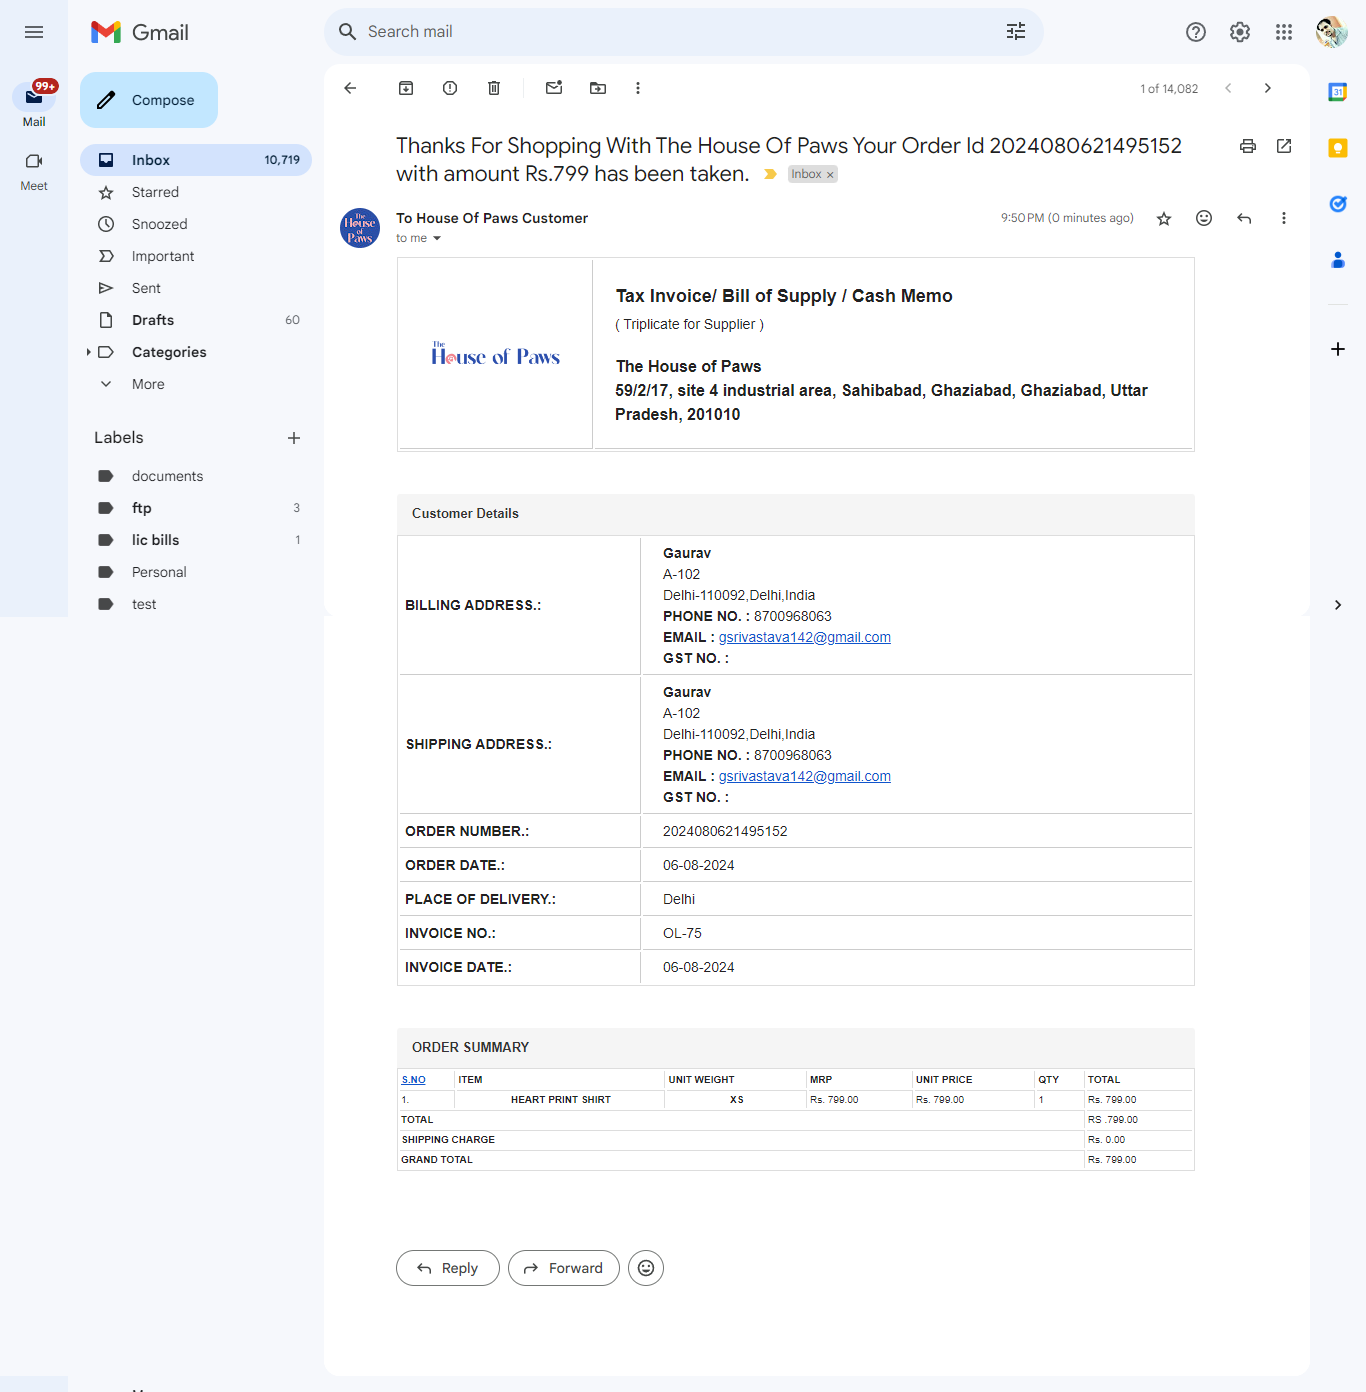 Gmail
Search mail
99+
Mail
Meet
Compose
Inbox 10,719
Starred
Snoozed
Important
Sent
Drafts 60
Categories
More
Labels
documents
ftp 3
lic bills 1
Personal
test
1 of 14,082
31
Thanks For Shopping With The House Of Paws Your Order Id 2024080621495152
with amount Rs.799 has been taken. Inbox ×
The House of Paws
To House Of Paws Customer 9:50 PM (0 minutes ago)
to me
The
House of Paws
Tax Invoice/ Bill of Supply / Cash Memo
( Triplicate for Supplier )
The House of Paws
59/2/17, site 4 industrial area, Sahibabad, Ghaziabad, Ghaziabad, Uttar
Pradesh, 201010
Customer Details
BILLING ADDRESS.:
Gaurav
A-102
Delhi-110092,Delhi,India
PHONE NO. : 8700968063
EMAIL : gsrivastava142@gmail.com
GST NO. :
SHIPPING ADDRESS.:
Gaurav
A-102
Delhi-110092,Delhi,India
PHONE NO. : 8700968063
EMAIL : gsrivastava142@gmail.com
GST NO. :
ORDER NUMBER.: 2024080621495152
ORDER DATE.: 06-08-2024
PLACE OF DELIVERY.: Delhi
INVOICE NO.: OL-75
INVOICE DATE.: 06-08-2024
ORDER SUMMARY
S.NO ITEM UNIT WEIGHT MRP UNIT PRICE QTY TOTAL
1. HEART PRINT SHIRT XS Rs. 799.00 Rs. 799.00 1 Rs. 799.00
TOTAL RS .799.00
SHIPPING CHARGE Rs. 0.00
GRAND TOTAL Rs. 799.00
Reply
Forward